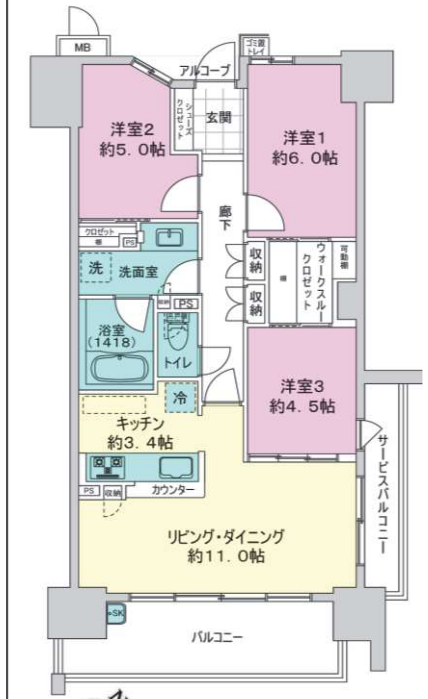 MB
アルコーブ
ゴミ置
トレイ
洋室2
約5.0帖
シューズ
クロゼット
玄関
洋室1
約6.0帖
廊下
クロゼット
棚
PS
洗
洗面室
収納
収納
棚
ウォークスルー
クロゼット
可動棚
収納
PS
浴室
(1418)
トイレ
洋室3
約4.5帖
冷
キッチン
約3.4帖
PS
収納
カウンター
サービスバルコニー
リビング・ダイニング
約11.0帖
SK
バルコニー